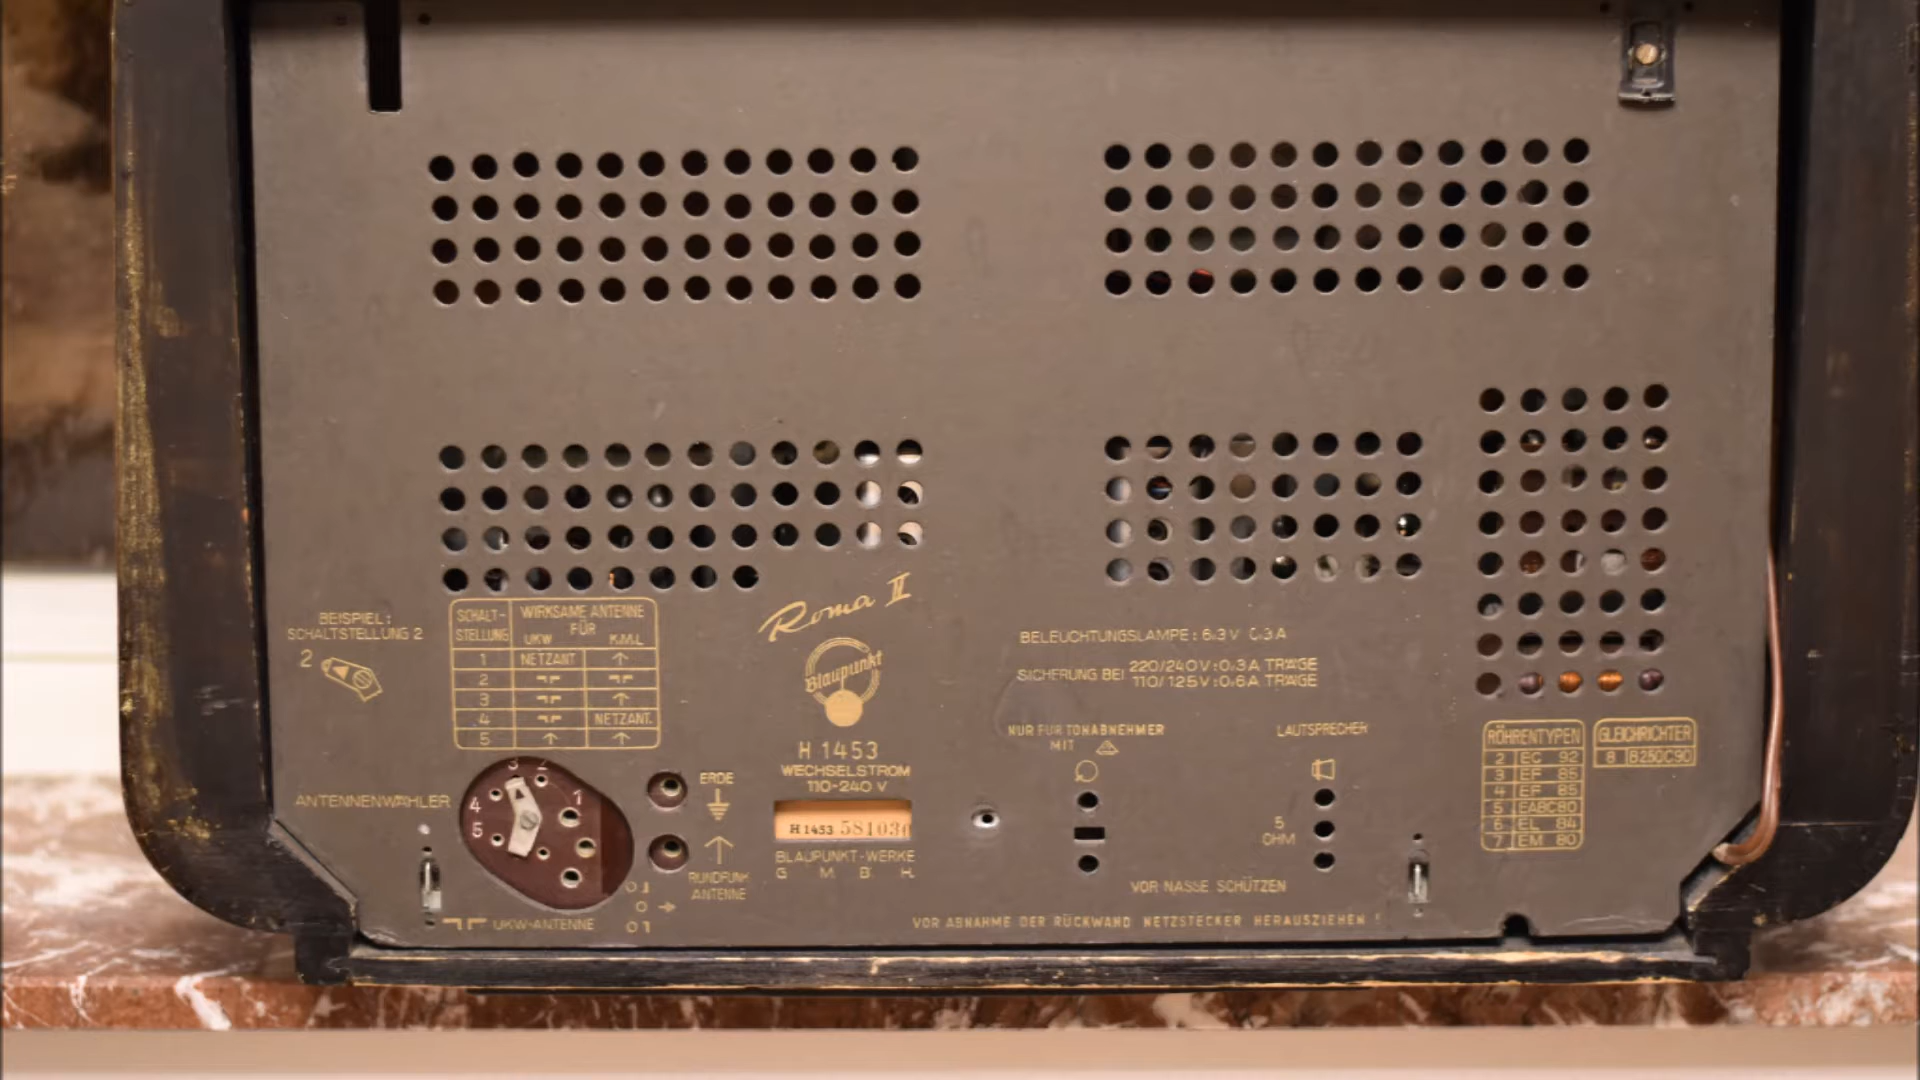 BEISPIEL:
SCHALTSTELLUNG 2
2
SCHALT-STELLUNG WIRKSAME ANTENNE FÜR
UKW K.M.L
1 NETZANT ↑
2
3 ↑
4 NETZANT.
5 ↑ ↑
Roma II
Blaupunkt
H 1453
WECHSELSTROM
110-240 V
H 1453
BLAUPUNKT-WERKE
G M B H
ANTENNENWÄHLER
3 2
4 1
5
ERDE
RUNDFUNK
ANTENNE
UKW-ANTENNE
BELEUCHTUNGSLAMPE: 6,3V 0,3A
SICHERUNG BEI 220/240V:0,3A TRÄGE
110/125V:0,6A TRÄGE
NUR FÜR TONABNEHMER
MIT
LAUTSPRECHER
5
OHM
VOR NÄSSE SCHÜTZEN
VOR ABNAHME DER RÜCKWAND NETZSTECKER HERAUSZIEHEN !
RÖHRENTYPEN
2 EC 92
3 EF 85
4 EF 85
5 EABC80
6 EL 84
7 EM 80
GLEICHRICHTER
8 B250C90